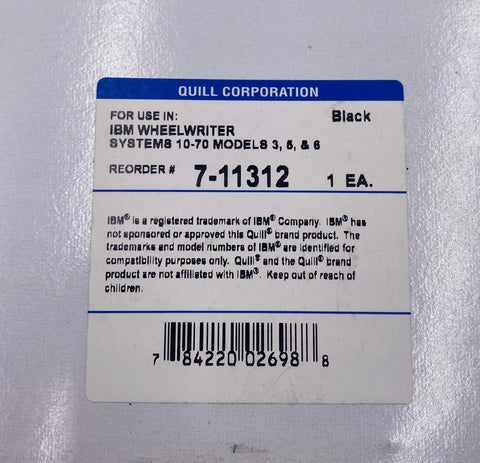 QUILL CORPORATION
FOR USE IN: Black
IBM WHEELWRITER
SYSTEMS 10-70 MODELS 3, 5, & 6
REORDER # 7-11312 1 EA.
IBM® is a registered trademark of IBM® Company. IBM® has
not sponsored or approved this Quill® brand product. The
trademarks and model numbers of IBM® are identified for
compatibility purposes only. Quill® and the Quill® brand
product are not affiliated with IBM®. Keep out of reach of
children.
7 84220 02698 8